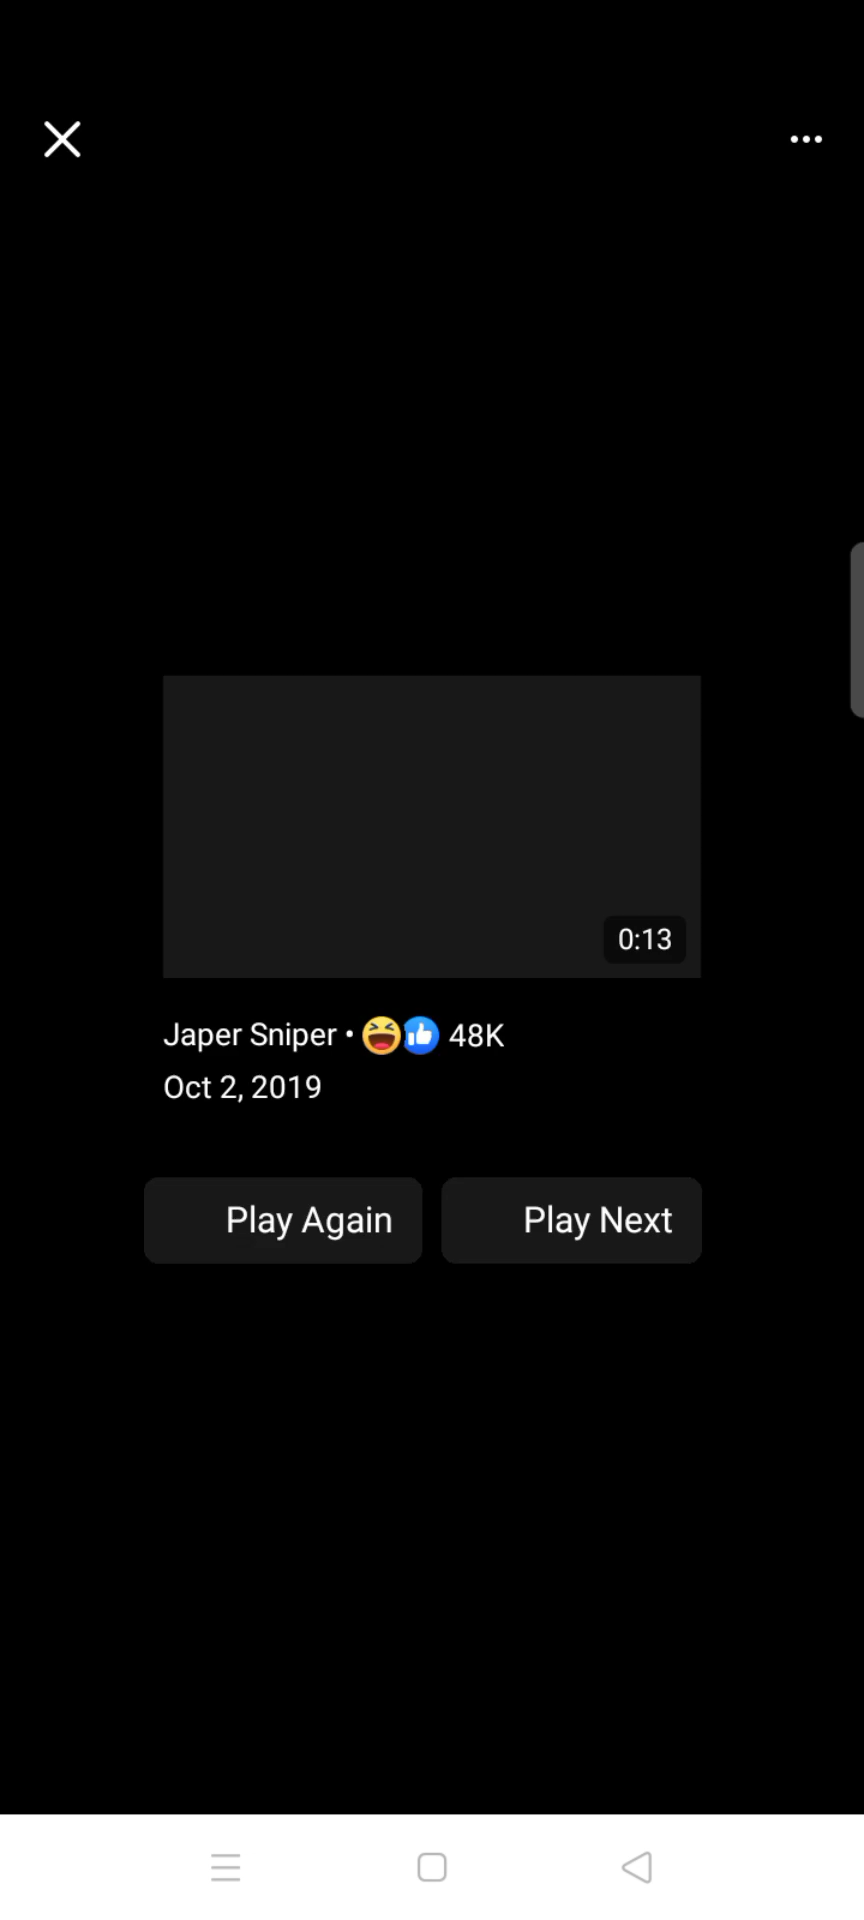 0:13
Japer Sniper • 48K
Oct 2, 2019
Play Again
Play Next